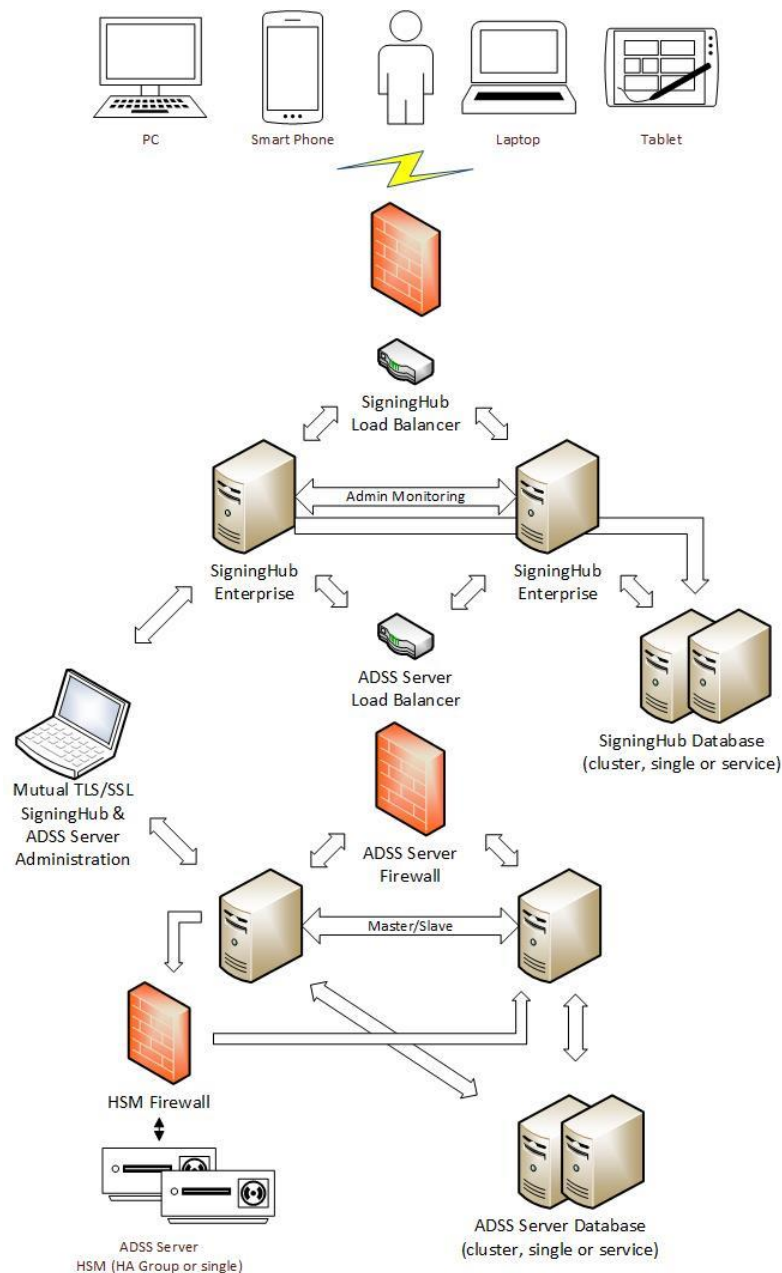 PC
Smart Phone
Laptop
Tablet
SigningHub
Load Balancer
Admin Monitoring
SigningHub
Enterprise
SigningHub
Enterprise
ADSS Server
Load Balancer
SigningHub Database
(cluster, single or service)
Mutual TLS/SSL
SigningHub &
ADSS Server
Administration
ADSS Server
Firewall
Master/Slave
HSM Firewall
ADSS Server
HSM (HA Group or single)
ADSS Server Database
(cluster, single or service)